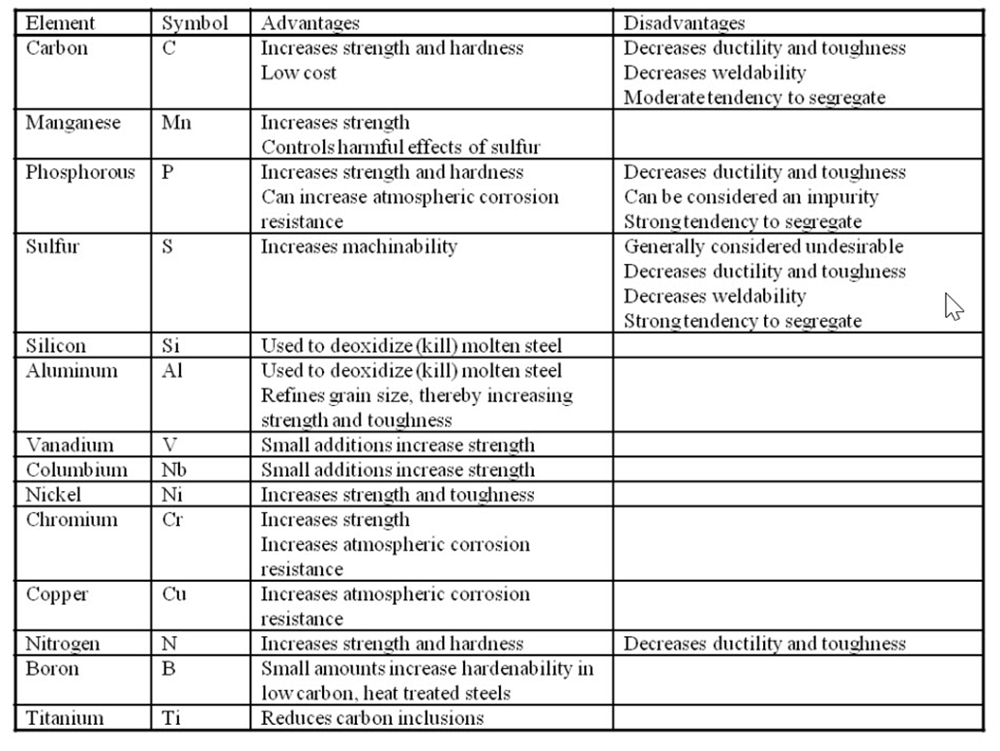 Element Symbol Advantages Disadvantages
Carbon C Increases strength and hardness Decreases ductility and toughness
Low cost Decreases weldability
Moderate tendency to segregate
Manganese Mn Increases strength
Controls harmful effects of sulfur
Phosphorous P Increases strength and hardness Decreases ductility and toughness
Can increase atmospheric corrosion Can be considered an impurity
resistance Strong tendency to segregate
Sulfur S Increases machinability Generally considered undesirable
Decreases ductility and toughness
Decreases weldability
Strong tendency to segregate
Silicon Si Used to deoxidize (kill) molten steel
Aluminum Al Used to deoxidize (kill) molten steel
Refines grain size, thereby increasing
strength and toughness
Vanadium V Small additions increase strength
Columbium Nb Small additions increase strength
Nickel Ni Increases strength and toughness
Chromium Cr Increases strength
Increases atmospheric corrosion
resistance
Copper Cu Increases atmospheric corrosion
resistance
Nitrogen N Increases strength and hardness Decreases ductility and toughness
Boron B Small amounts increase hardenability in
low carbon, heat treated steels
Titanium Ti Reduces carbon inclusions